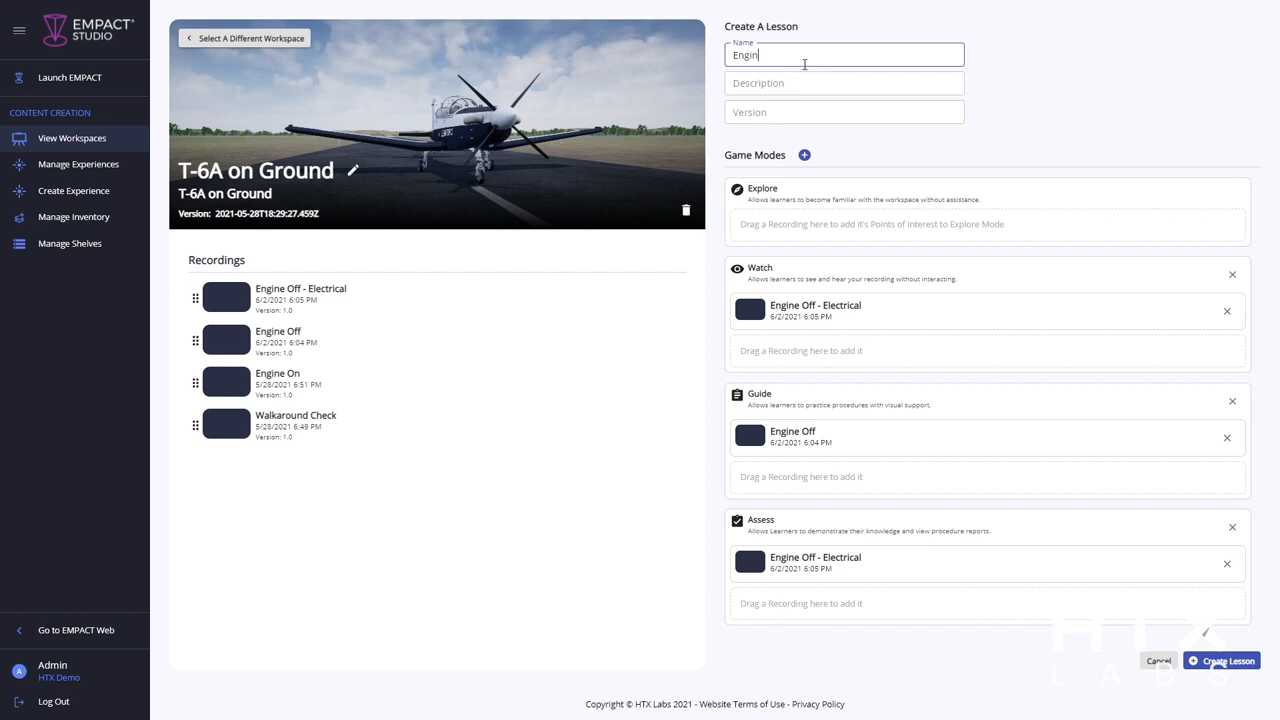 EMPACT®
STUDIO
Launch EMPACT
CONTENT CREATION
View Workspaces
Manage Experiences
Create Experience
Manage Inventory
Manage Shelves
Go to EMPACT Web
A
Admin
HTX Demo
Log Out
Select A Different Workspace
T-6A on Ground
T-6A on Ground
Version: 2021-05-28T18:29:27.459Z
Recordings
Engine Off - Electrical
6/2/2021 6:05 PM
Version: 1.0
Engine Off
6/2/2021 6:04 PM
Version: 1.0
Engine On
5/28/2021 6:51 PM
Version: 1.0
Walkaround Check
5/28/2021 6:49 PM
Version: 1.0
Create A Lesson
Name
Engin
Description
Version
Game Modes
Explore
Allows learners to become familiar with the workspace without assistance.
Drag a Recording here to add it's Points of Interest to Explore Mode
Watch
Allows learners to see and hear your recording without interacting.
Engine Off - Electrical
6/2/2021 6:05 PM
Drag a Recording here to add it
Guide
Allows learners to practice procedures with visual support.
Engine Off
6/2/2021 6:04 PM
Drag a Recording here to add it
Assess
Allows Learners to demonstrate their knowledge and view procedure reports.
Engine Off - Electrical
6/2/2021 6:05 PM
Drag a Recording here to add it
HTX
LABS
Cancel
Create Lesson
Copyright © HTX Labs 2021 - Website Terms of Use - Privacy Policy